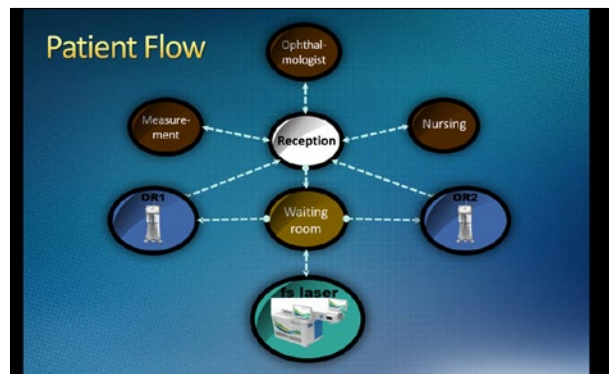 Patient Flow
Ophthal-
mologist
Measure-
ment
Nursing
Reception
OR1
OR2
Waiting
room
fs laser